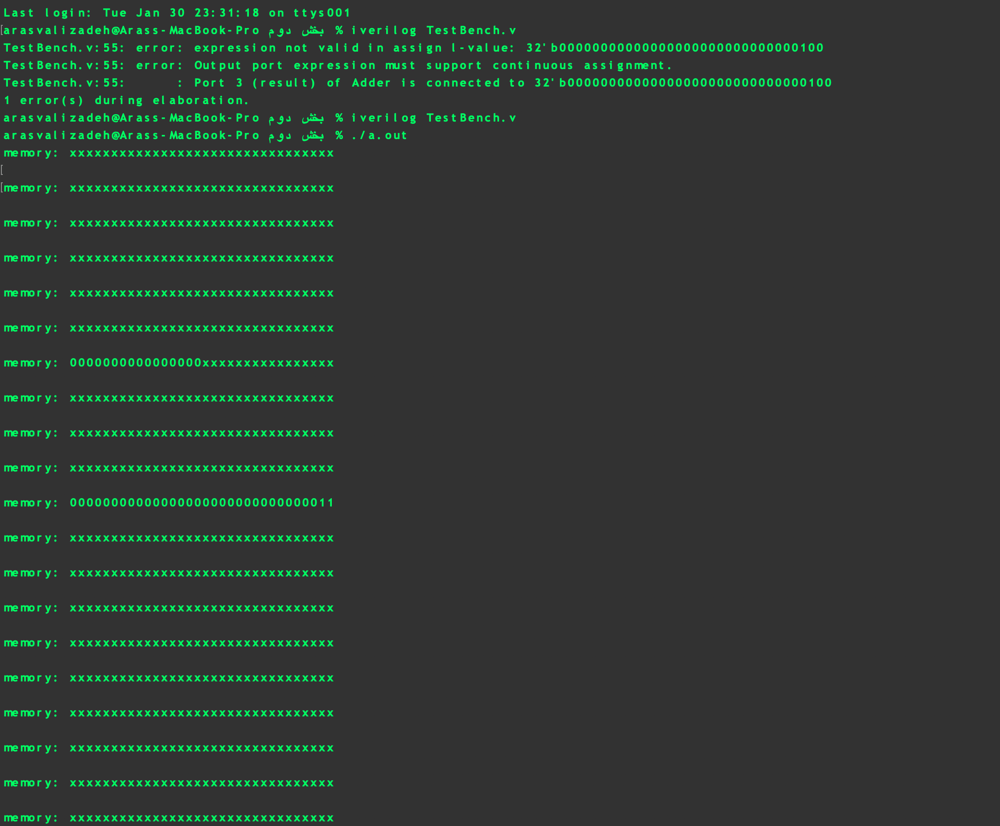 Last login: Tue Jan 30 23:31:18 on ttys001
arasvalizadeh@Arass-MacBook-Pro بخش دوم % iverilog TestBench.v
TestBench.v:55: error: expression not valid in assign l-value: 32'b00000000000000000000000000000100
TestBench.v:55: error: Output port expression must support continuous assignment.
TestBench.v:55:      : Port 3 (result) of Adder is connected to 32'b00000000000000000000000000000100
1 error(s) during elaboration.
arasvalizadeh@Arass-MacBook-Pro بخش دوم % iverilog TestBench.v
arasvalizadeh@Arass-MacBook-Pro بخش دوم % ./a.out
memory: xxxxxxxxxxxxxxxxxxxxxxxxxxxxxxxx
memory: xxxxxxxxxxxxxxxxxxxxxxxxxxxxxxxx
memory: xxxxxxxxxxxxxxxxxxxxxxxxxxxxxxxx
memory: xxxxxxxxxxxxxxxxxxxxxxxxxxxxxxxx
memory: xxxxxxxxxxxxxxxxxxxxxxxxxxxxxxxx
memory: xxxxxxxxxxxxxxxxxxxxxxxxxxxxxxxx
memory: 0000000000000000xxxxxxxxxxxxxxxx
memory: xxxxxxxxxxxxxxxxxxxxxxxxxxxxxxxx
memory: xxxxxxxxxxxxxxxxxxxxxxxxxxxxxxxx
memory: xxxxxxxxxxxxxxxxxxxxxxxxxxxxxxxx
memory: 00000000000000000000000000000011
memory: xxxxxxxxxxxxxxxxxxxxxxxxxxxxxxxx
memory: xxxxxxxxxxxxxxxxxxxxxxxxxxxxxxxx
memory: xxxxxxxxxxxxxxxxxxxxxxxxxxxxxxxx
memory: xxxxxxxxxxxxxxxxxxxxxxxxxxxxxxxx
memory: xxxxxxxxxxxxxxxxxxxxxxxxxxxxxxxx
memory: xxxxxxxxxxxxxxxxxxxxxxxxxxxxxxxx
memory: xxxxxxxxxxxxxxxxxxxxxxxxxxxxxxxx
memory: xxxxxxxxxxxxxxxxxxxxxxxxxxxxxxxx
memory: xxxxxxxxxxxxxxxxxxxxxxxxxxxxxxxx